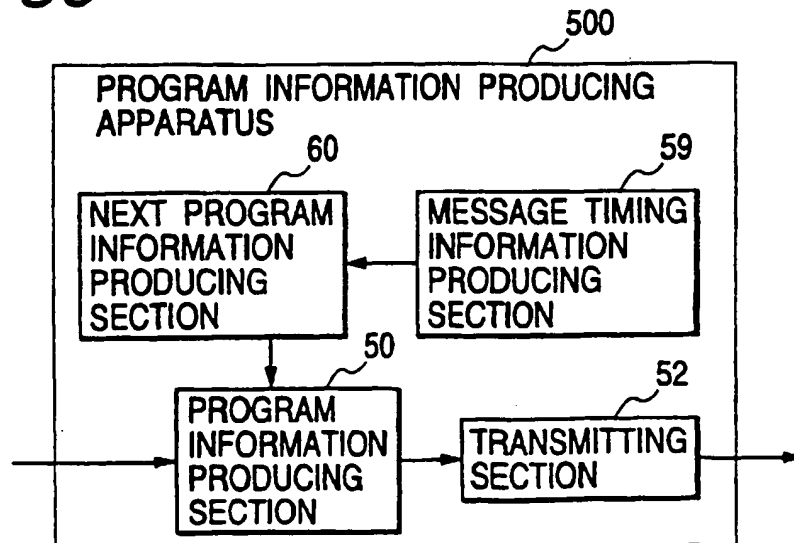 500
PROGRAM INFORMATION PRODUCING
APPARATUS
60
59
NEXT PROGRAM
INFORMATION
PRODUCING
SECTION
MESSAGE TIMING
INFORMATION
PRODUCING
SECTION
50
52
PROGRAM
INFORMATION
PRODUCING
SECTION
TRANSMITTING
SECTION